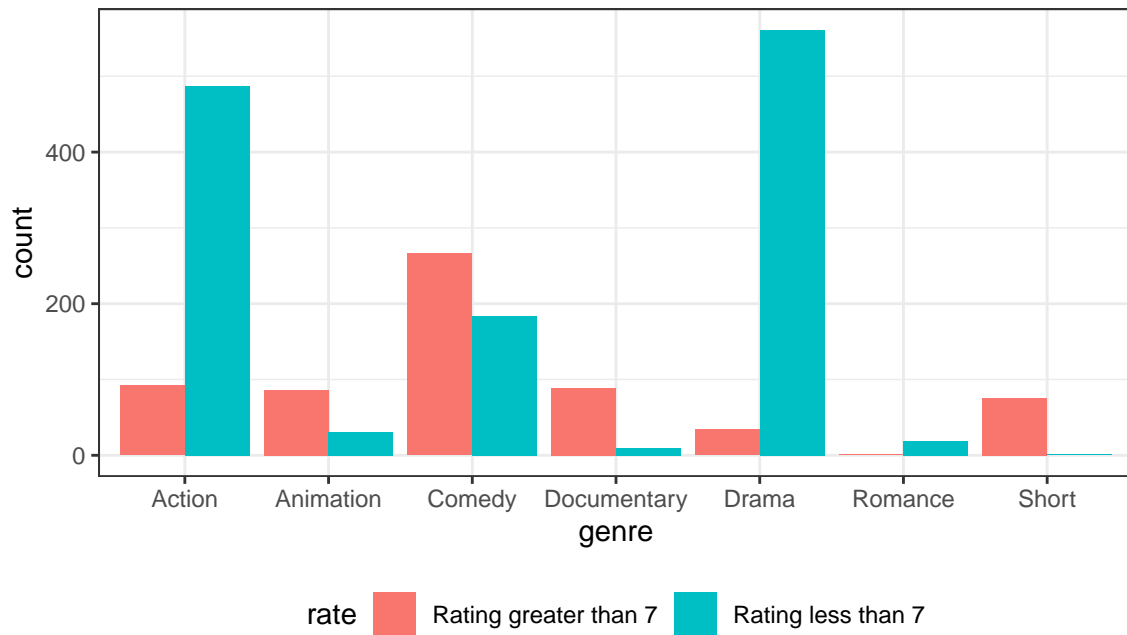 400
200
0
count
Action Animation Comedy Documentary Drama Romance Short
genre
rate Rating greater than 7 Rating less than 7